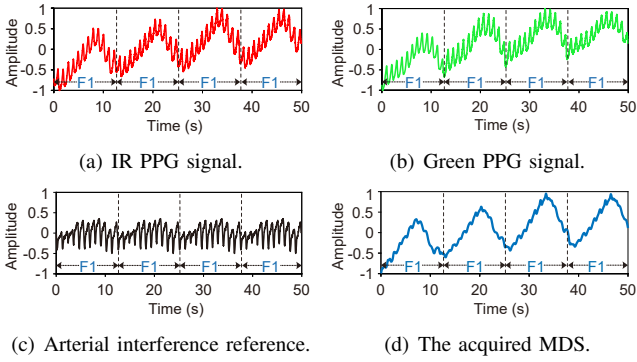 Amplitude
1
0.5
0
-0.5
-1
F1 F1 F1 F1
0 10 20 30 40 50
Time (s)
(a) IR PPG signal.
Amplitude
1
0.5
0
-0.5
-1
F1 F1 F1 F1
0 10 20 30 40 50
Time (s)
(b) Green PPG signal.
Amplitude
1
0.5
0
-0.5
-1
F1 F1 F1 F1
0 10 20 30 40 50
Time (s)
(c) Arterial interference reference.
Amplitude
1
0.5
0
-0.5
-1
F1 F1 F1 F1
0 10 20 30 40 50
Time (s)
(d) The acquired MDS.